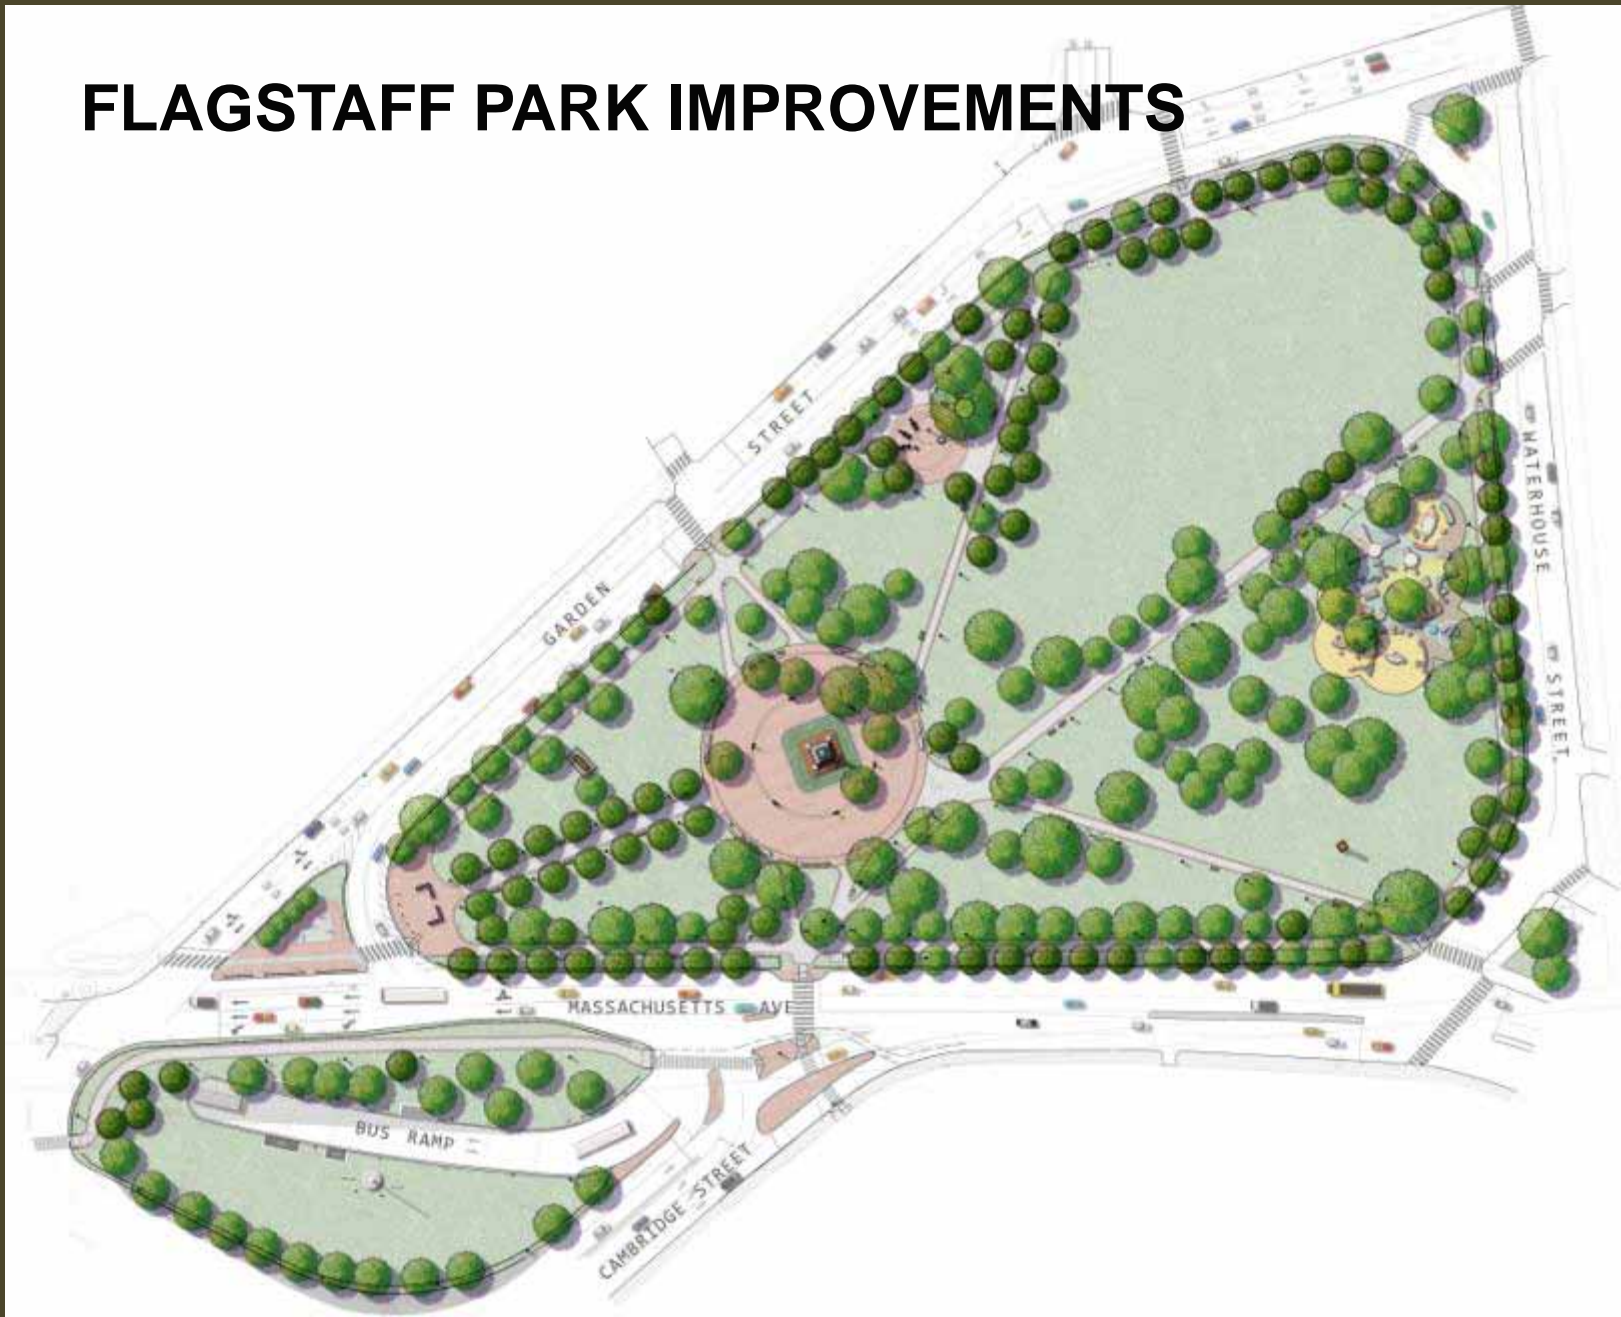 FLAGSTAFF PARK IMPROVEMENTS
GARDEN STREET
WATERHOUSE STREET
MASSACHUSETTS AVE
BUS RAMP
CAMBRIDGE STREET